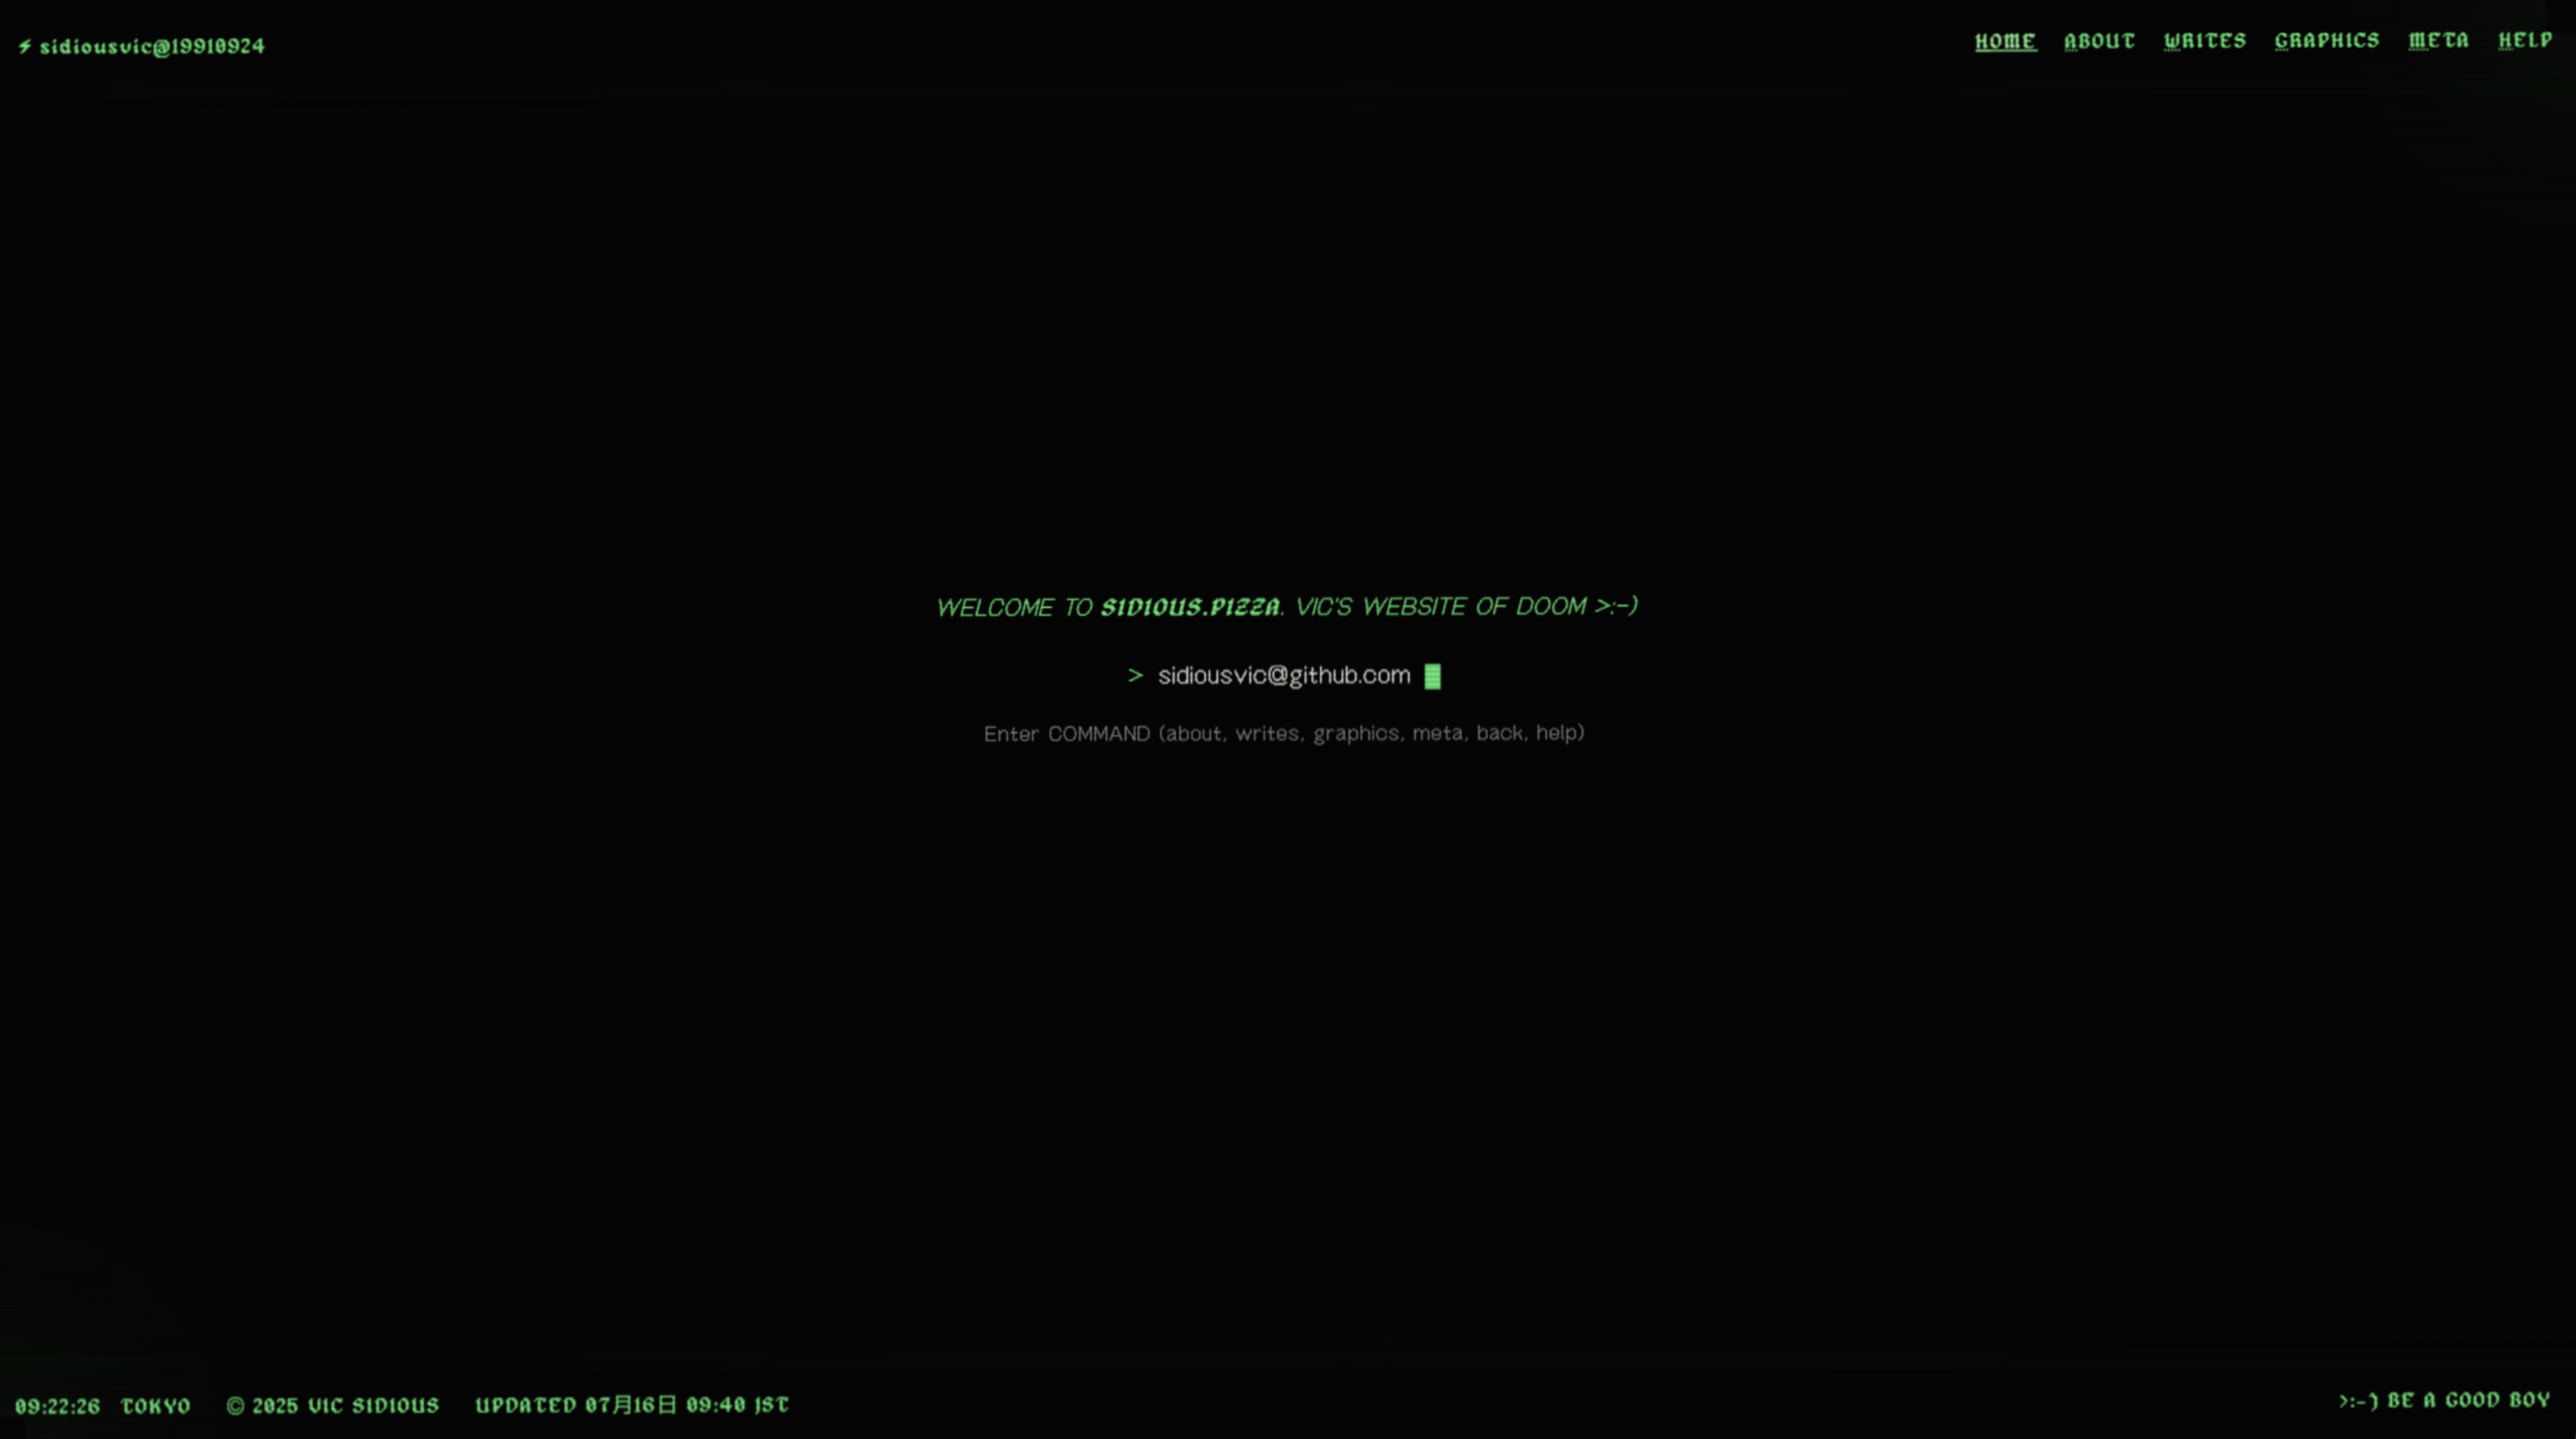 ⚡ sidiousvic@19910924
HOME ABOUT WRITES GRAPHICS META HELP
WELCOME TO SIDIOUS.PIZZA. VIC'S WEBSITE OF DOOM >:-)
> sidiousvic@github.com
Enter COMMAND (about, writes, graphics, meta, back, help)
09:22:26 TOKYO © 2025 VIC SIDIOUS UPDATED 07月16日 09:40 JST
>:-) BE A GOOD BOY